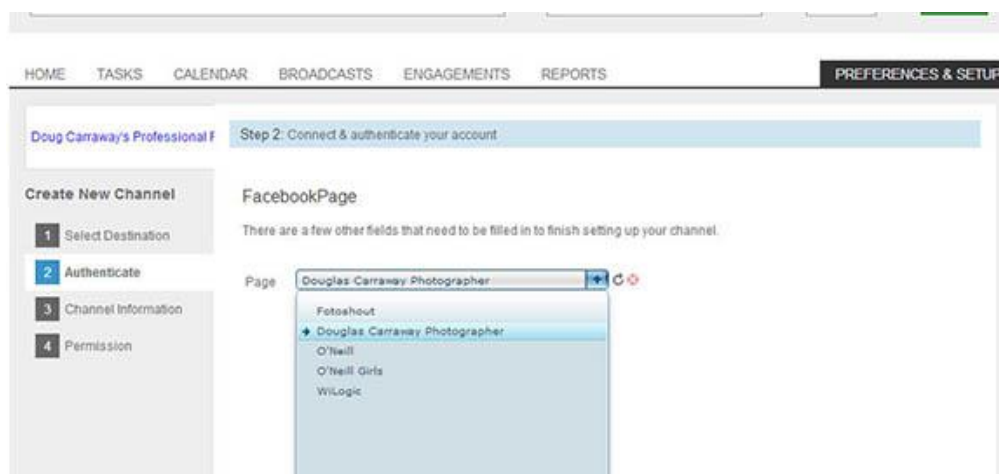 HOME TASKS CALENDAR BROADCASTS ENGAGEMENTS REPORTS PREFERENCES & SETUP
Doug Carraway's Professional F
Step 2: Connect & authenticate your account
Create New Channel
1 Select Destination
2 Authenticate
3 Channel Information
4 Permission
FacebookPage
There are a few other fields that need to be filled in to finish setting up your channel.
Page Douglas Carraway Photographer
Fotoshout
Douglas Carraway Photographer
O'Neill
O'Neill Girls
WiLogic